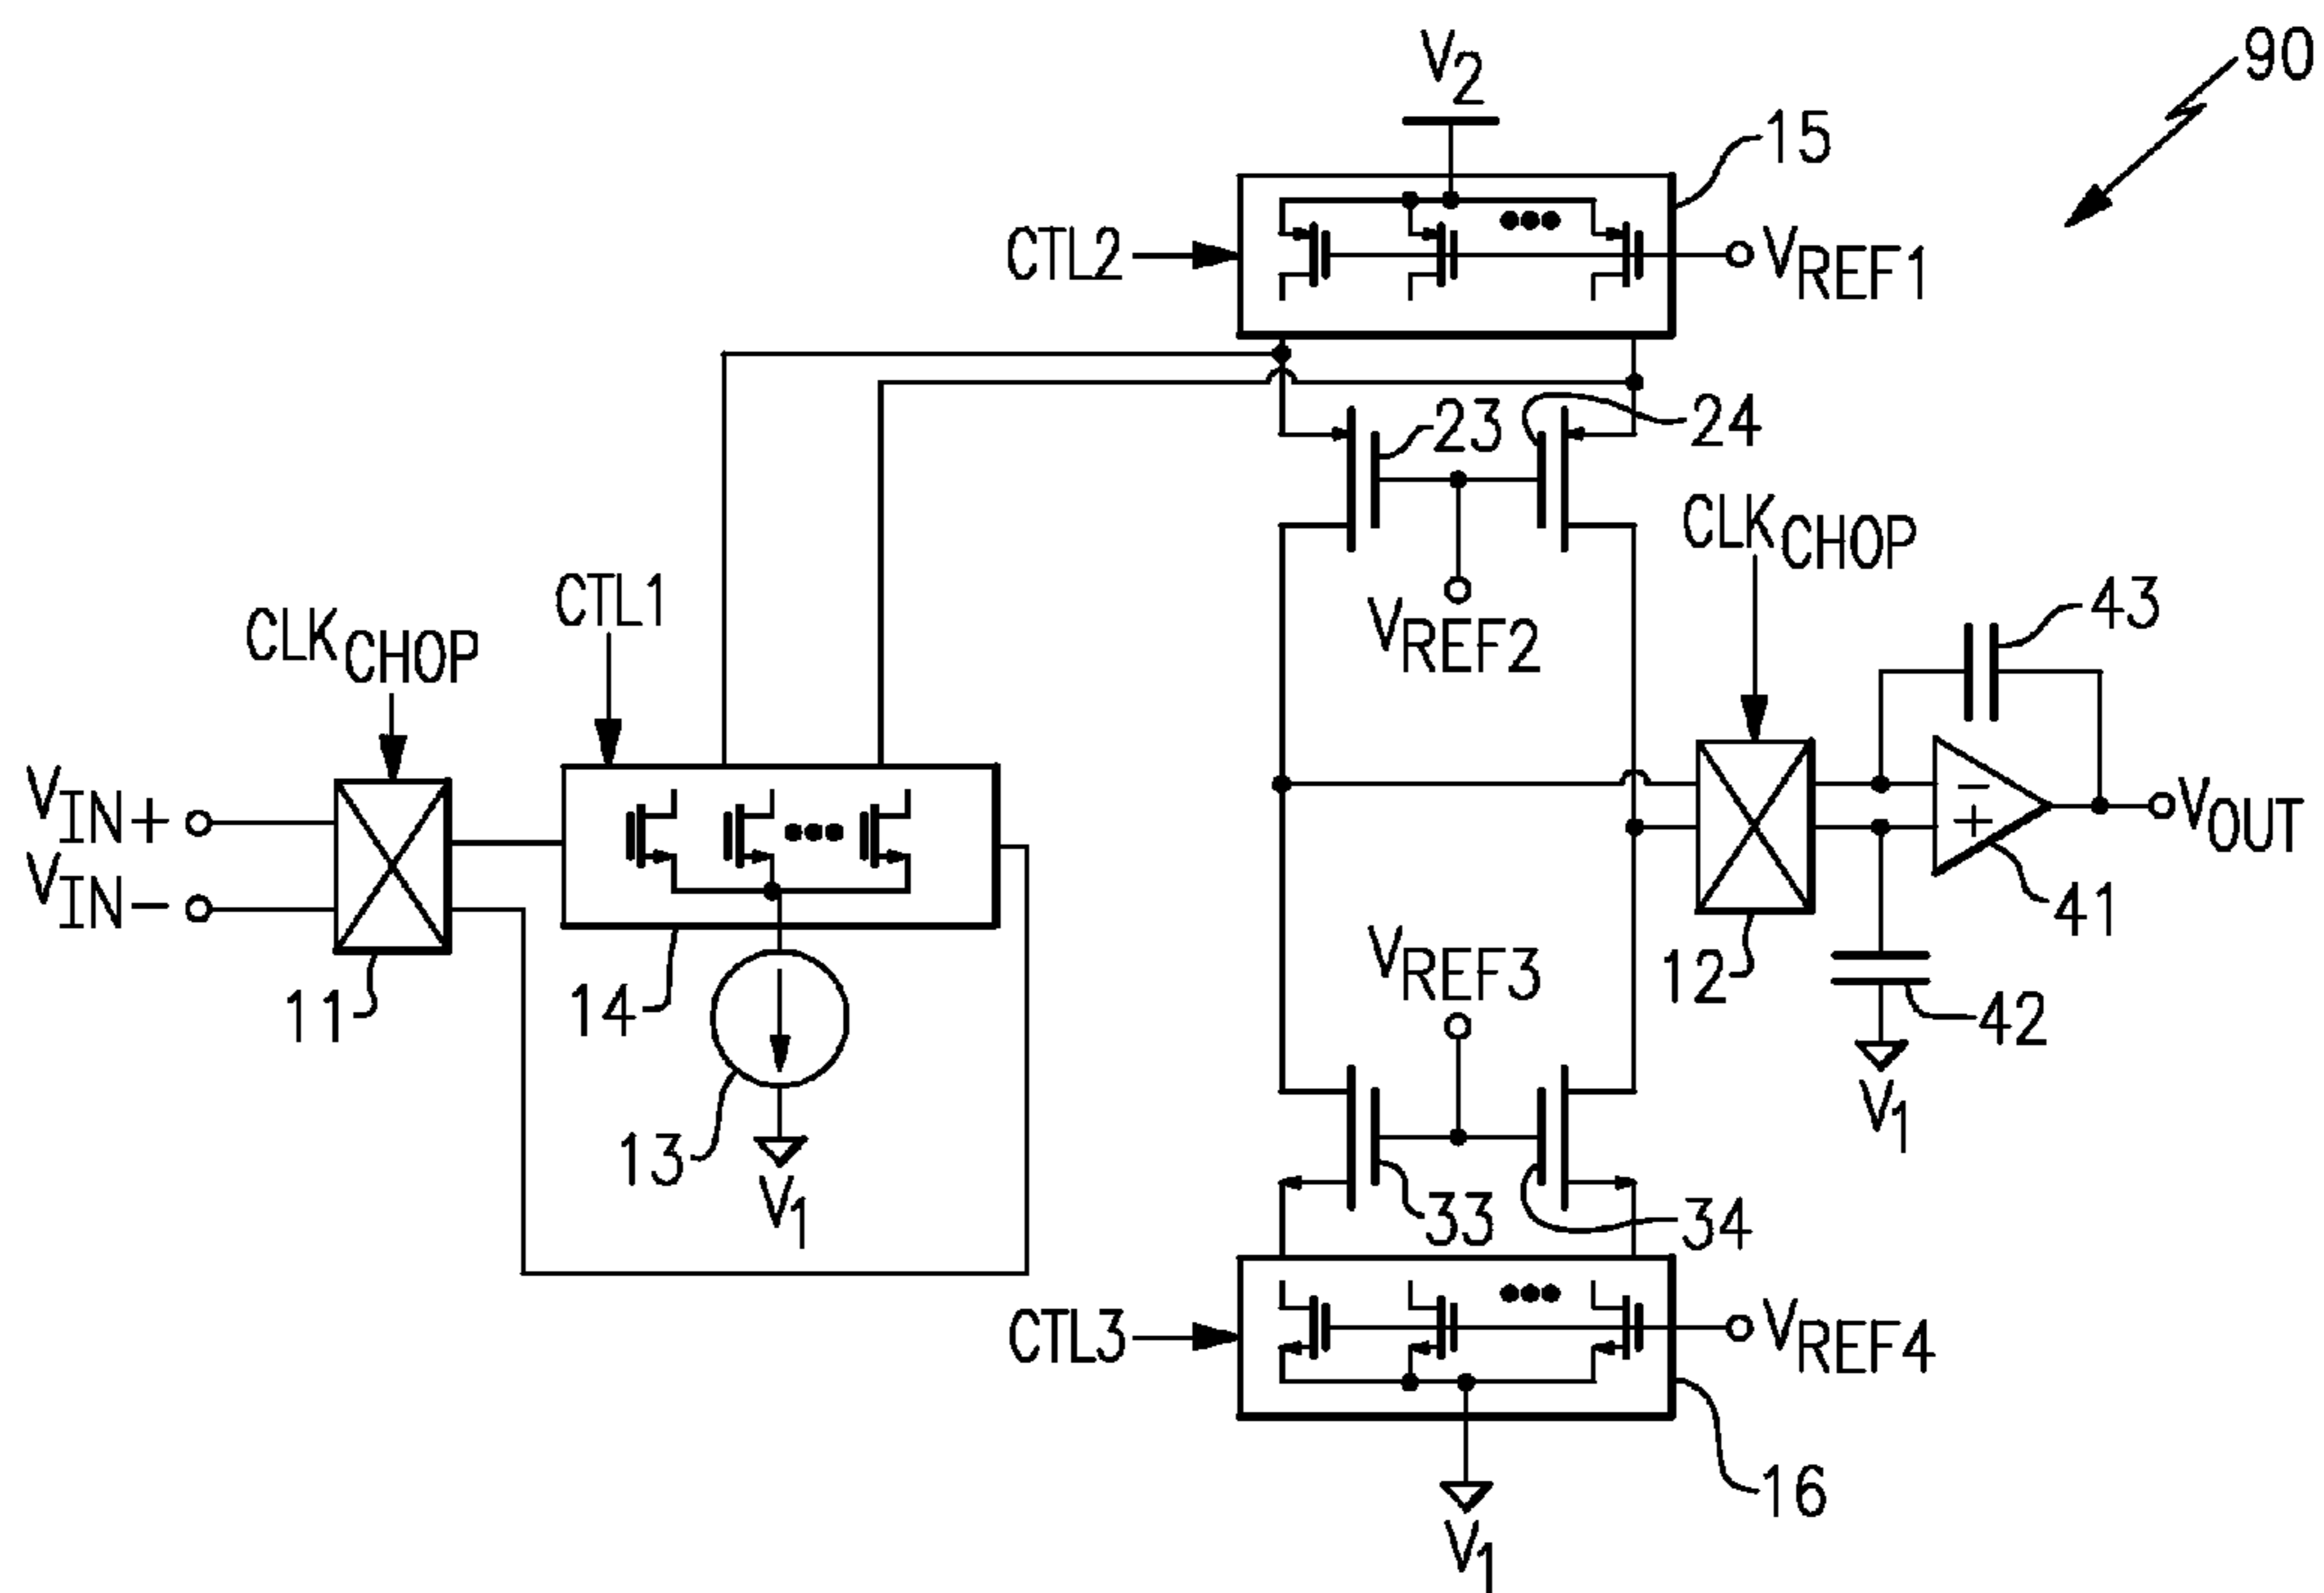 90
V2
15
CTL2
VREF1
23
24
CLKCHOP
VREF2
43
CTL1
CLKCHOP
VIN+
VIN-
- 
+
VOUT
41
11
14
12
VREF3
42
V1
13
V1
33
34
CTL3
VREF4
16
V1